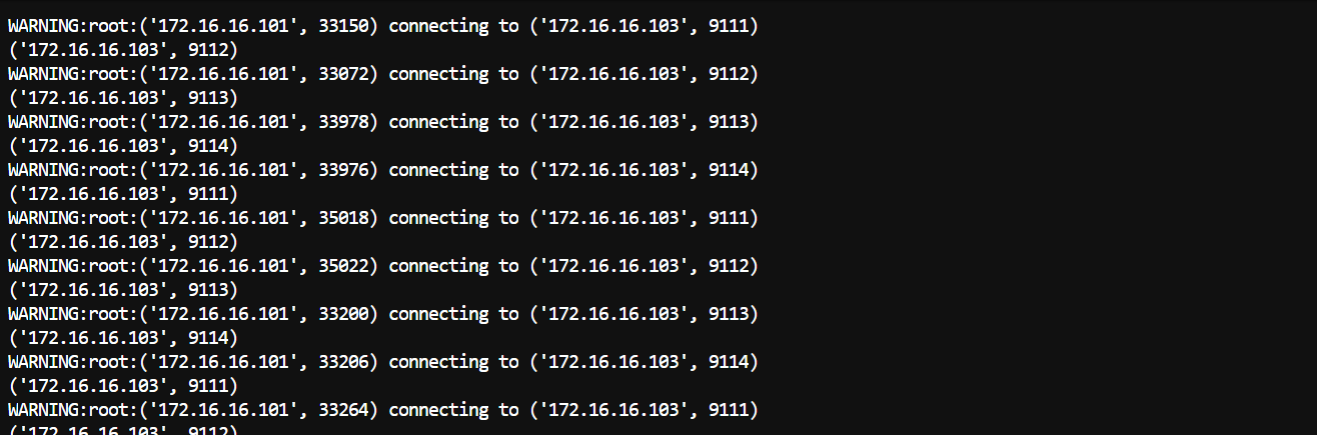 WARNING:root:('172.16.16.101', 33150) connecting to ('172.16.16.103', 9111)
('172.16.16.103', 9112)
WARNING:root:('172.16.16.101', 33072) connecting to ('172.16.16.103', 9112)
('172.16.16.103', 9113)
WARNING:root:('172.16.16.101', 33978) connecting to ('172.16.16.103', 9113)
('172.16.16.103', 9114)
WARNING:root:('172.16.16.101', 33976) connecting to ('172.16.16.103', 9114)
('172.16.16.103', 9111)
WARNING:root:('172.16.16.101', 35018) connecting to ('172.16.16.103', 9111)
('172.16.16.103', 9112)
WARNING:root:('172.16.16.101', 35022) connecting to ('172.16.16.103', 9112)
('172.16.16.103', 9113)
WARNING:root:('172.16.16.101', 33200) connecting to ('172.16.16.103', 9113)
('172.16.16.103', 9114)
WARNING:root:('172.16.16.101', 33206) connecting to ('172.16.16.103', 9114)
('172.16.16.103', 9111)
WARNING:root:('172.16.16.101', 33264) connecting to ('172.16.16.103', 9111)
('172.16.16.103', 9112)